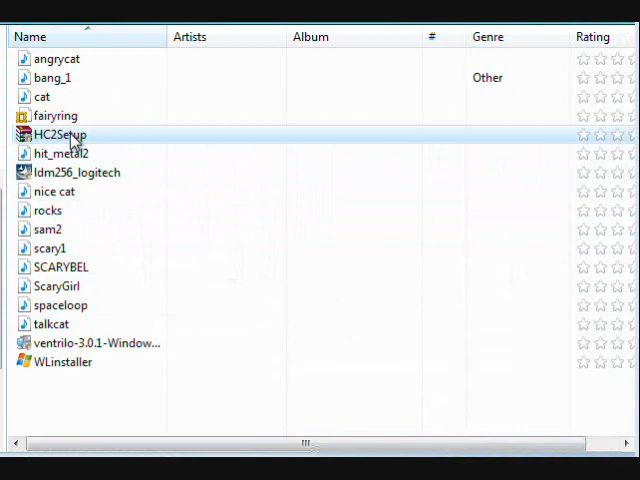 Name Artists Album # Genre Rating
angrycat
bang_1 Other
cat
fairyring
HC2Setup
hit_metal2
ldm256_logitech
nice cat
rocks
sam2
scary1
SCARYBEL
ScaryGirl
spaceloop
talkcat
ventrilo-3.0.1-Window...
WLinstaller